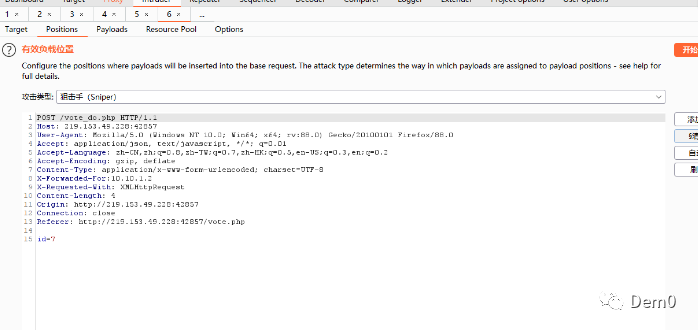 Dashboard Target Proxy Intruder Repeater Sequencer Decoder Comparer Logger Extender Project options User options
1 × 2 × 3 × 4 × 5 × 6 × ...
Target Positions Payloads Resource Pool Options
? 有效负载位置
开始
Configure the positions where payloads will be inserted into the base request. The attack type determines the way in which payloads are assigned to payload positions - see help for
full details.
攻击类型: 狙击手（Sniper）
添加
1 POST /vote_do.php HTTP/1.1
2 Host: 219.153.49.228:42857
3 User-Agent: Mozilla/5.0 (Windows NT 10.0; Win64; x64; rv:88.0) Gecko/20100101 Firefox/88.0
4 Accept: application/json, text/javascript, */*; q=0.01
5 Accept-Language: zh-CN,zh;q=0.8,zh-TW;q=0.7,zh-HK;q=0.5,en-US;q=0.3,en;q=0.2
6 Accept-Encoding: gzip, deflate
7 Content-Type: application/x-www-form-urlencoded; charset=UTF-8
8 X-Forwarded-For:10.10.1.2
9 X-Requested-With: XMLHttpRequest
10 Content-Length: 4
11 Origin: http://219.153.49.228:42857
12 Connection: close
13 Referer: http://219.153.49.228:42857/vote.php
14
15 id=7
Dem0